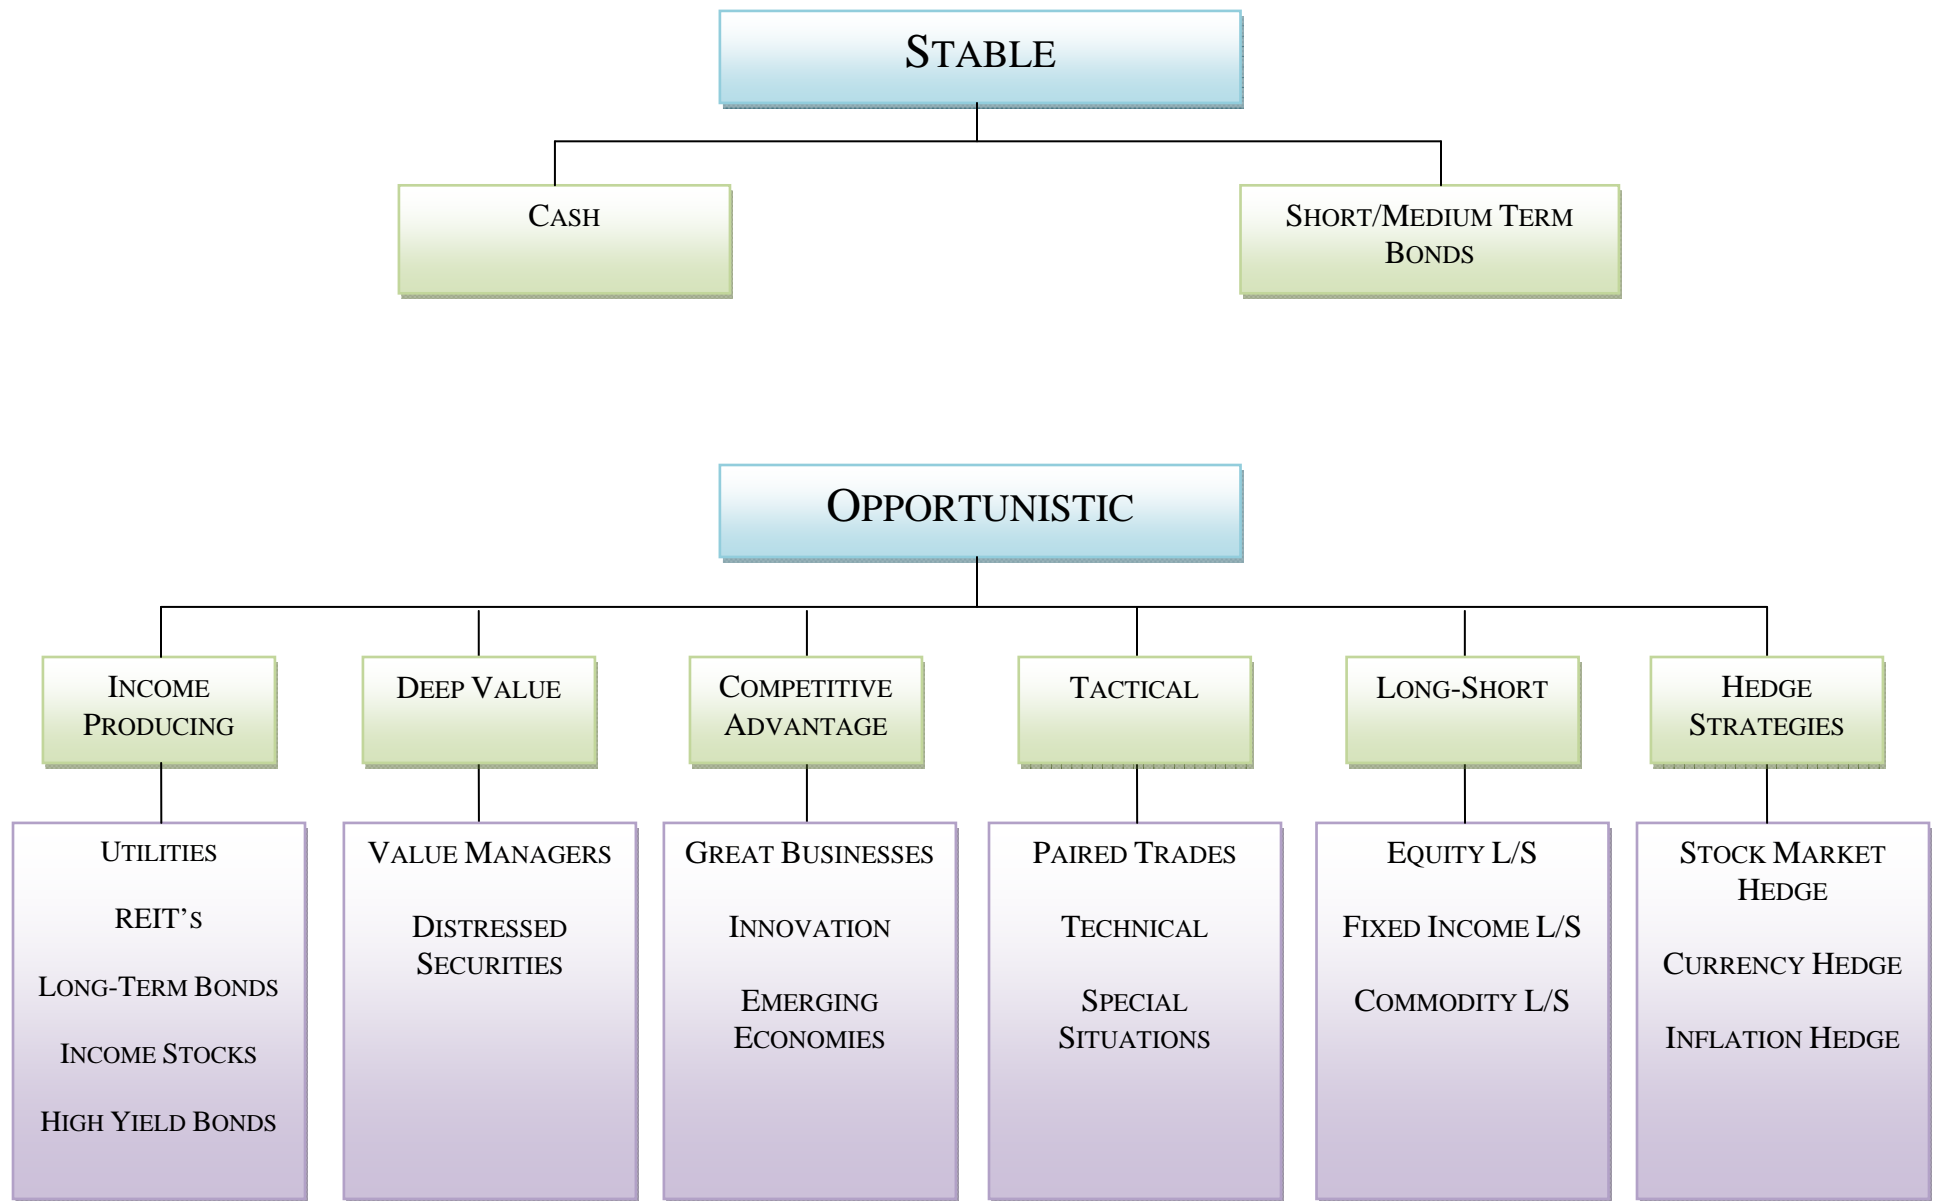 STABLE
CASH
SHORT/MEDIUM TERM
BONDS
OPPORTUNISTIC
INCOME
PRODUCING
DEEP VALUE
COMPETITIVE
ADVANTAGE
TACTICAL
LONG-SHORT
HEDGE
STRATEGIES
UTILITIES
REIT'S
LONG-TERM BONDS
INCOME STOCKS
HIGH YIELD BONDS
VALUE MANAGERS
DISTRESSED
SECURITIES
GREAT BUSINESSES
INNOVATION
EMERGING
ECONOMIES
PAIRED TRADES
TECHNICAL
SPECIAL
SITUATIONS
EQUITY L/S
FIXED INCOME L/S
COMMODITY L/S
STOCK MARKET
HEDGE
CURRENCY HEDGE
INFLATION HEDGE